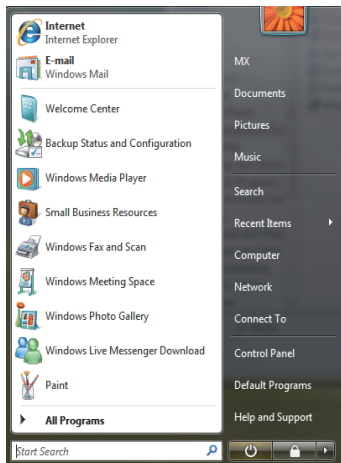 Internet
Internet Explorer
E-mail
Windows Mail
Welcome Center
Backup Status and Configuration
Windows Media Player
Small Business Resources
Windows Fax and Scan
Windows Meeting Space
Windows Photo Gallery
Windows Live Messenger Download
Paint
All Programs
Start Search
MX
Documents
Pictures
Music
Search
Recent Items
Computer
Network
Connect To
Control Panel
Default Programs
Help and Support